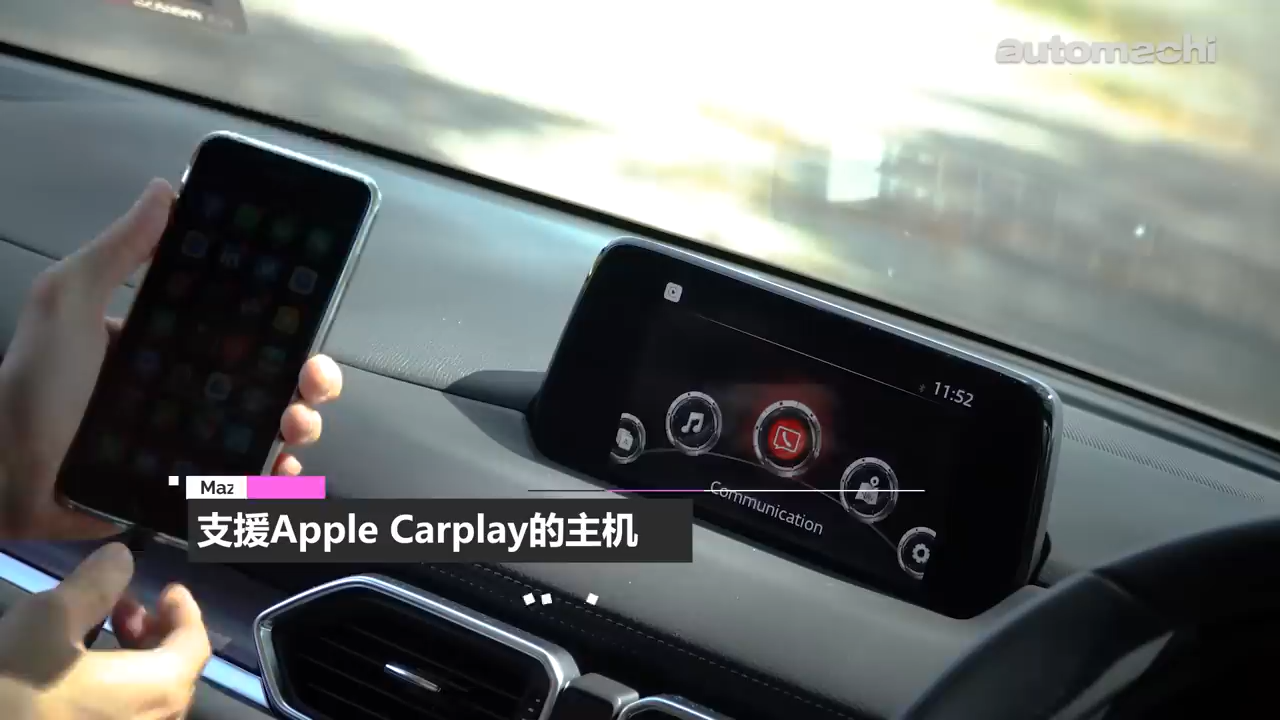 automachi
11:52
Communication
Maz
支援Apple Carplay的主机